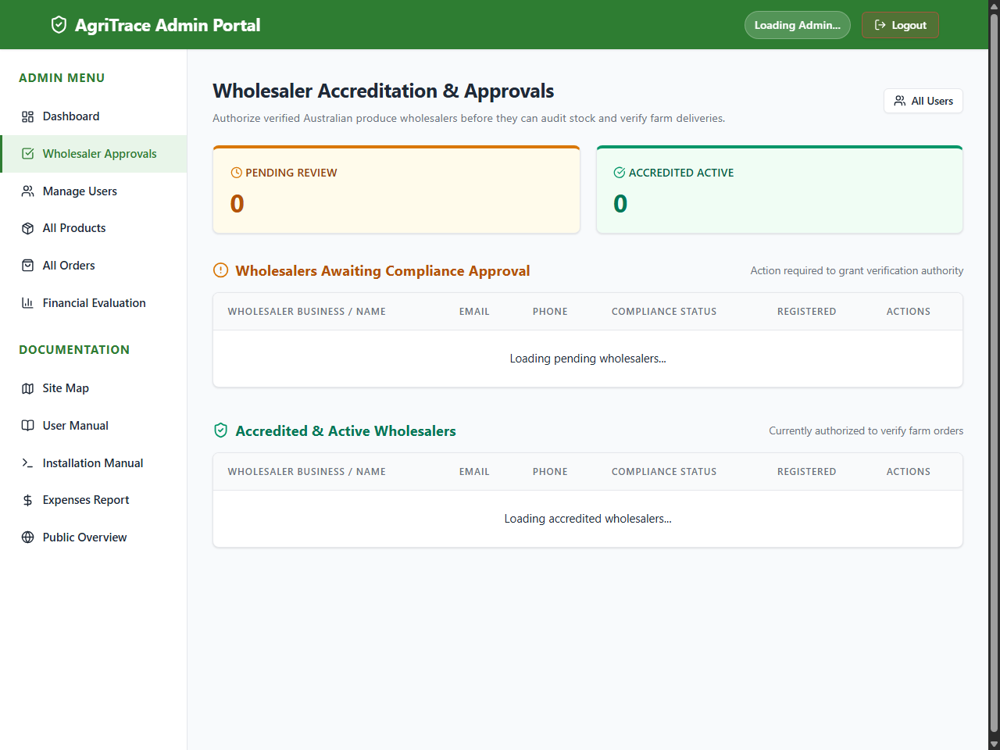 AgriTrace Admin Portal
Loading Admin...
Logout
ADMIN MENU
Dashboard
Wholesaler Approvals
Manage Users
All Products
All Orders
Financial Evaluation
DOCUMENTATION
Site Map
User Manual
Installation Manual
Expenses Report
Public Overview
Wholesaler Accreditation & Approvals
Authorize verified Australian produce wholesalers before they can audit stock and verify farm deliveries.
All Users
PENDING REVIEW
0
ACCREDITED ACTIVE
0
Wholesalers Awaiting Compliance Approval
Action required to grant verification authority
WHOLESALER BUSINESS / NAME EMAIL PHONE COMPLIANCE STATUS REGISTERED ACTIONS
Loading pending wholesalers...
Accredited & Active Wholesalers
Currently authorized to verify farm orders
WHOLESALER BUSINESS / NAME EMAIL PHONE COMPLIANCE STATUS REGISTERED ACTIONS
Loading accredited wholesalers...